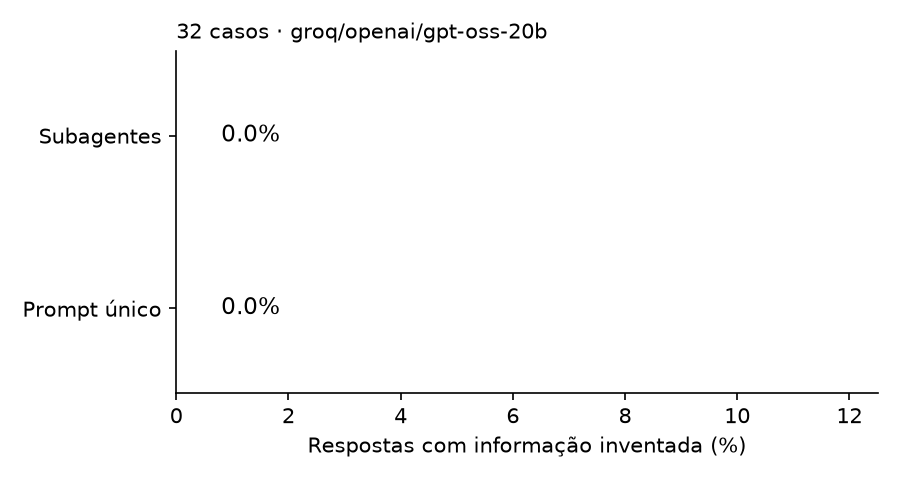 32 casos · groq/openai/gpt-oss-20b
Subagentes
0.0%
Prompt único
0.0%
0 2 4 6 8 10 12
Respostas com informação inventada (%)